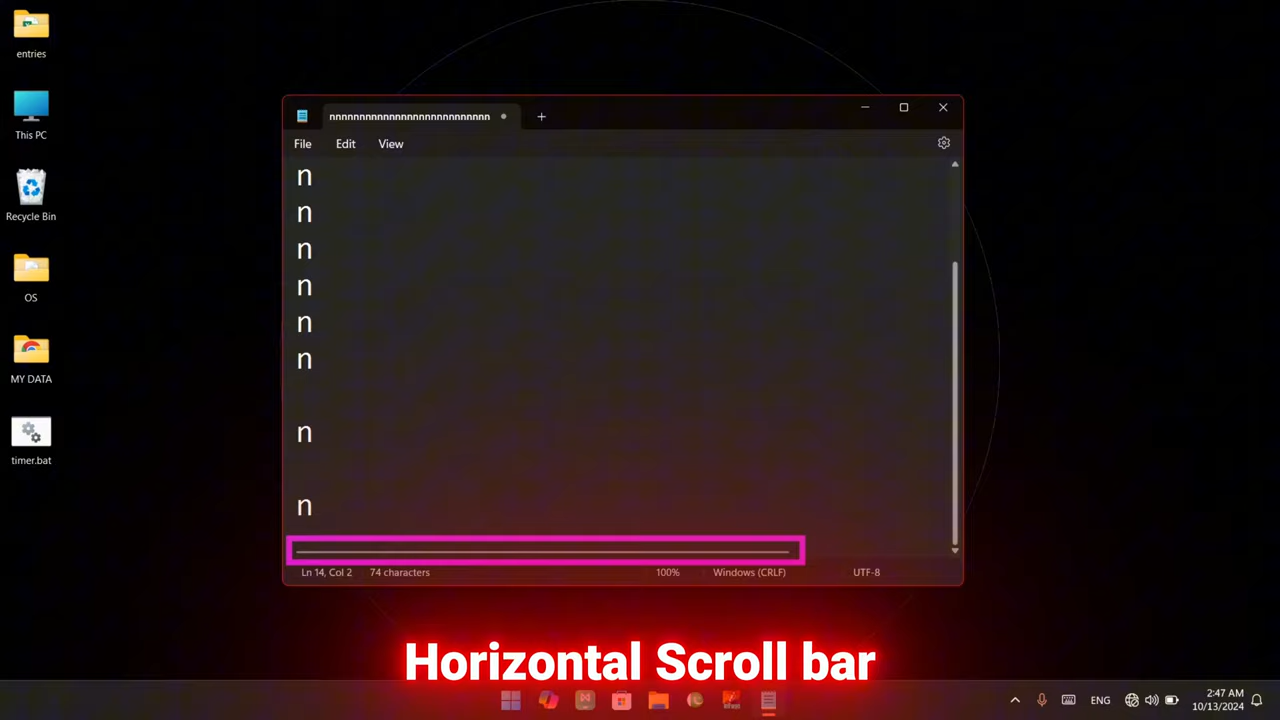 entries
This PC
Recycle Bin
OS
MY DATA
timer.bat
nnnnnnnnnnnnnnnnnnnnnnnnnnn
File Edit View
n
n
n
n
n
n
n
n
Ln 14, Col 2 74 characters 100% Windows (CRLF) UTF-8
Horizontal Scroll bar
ENG
2:47 AM
10/13/2024